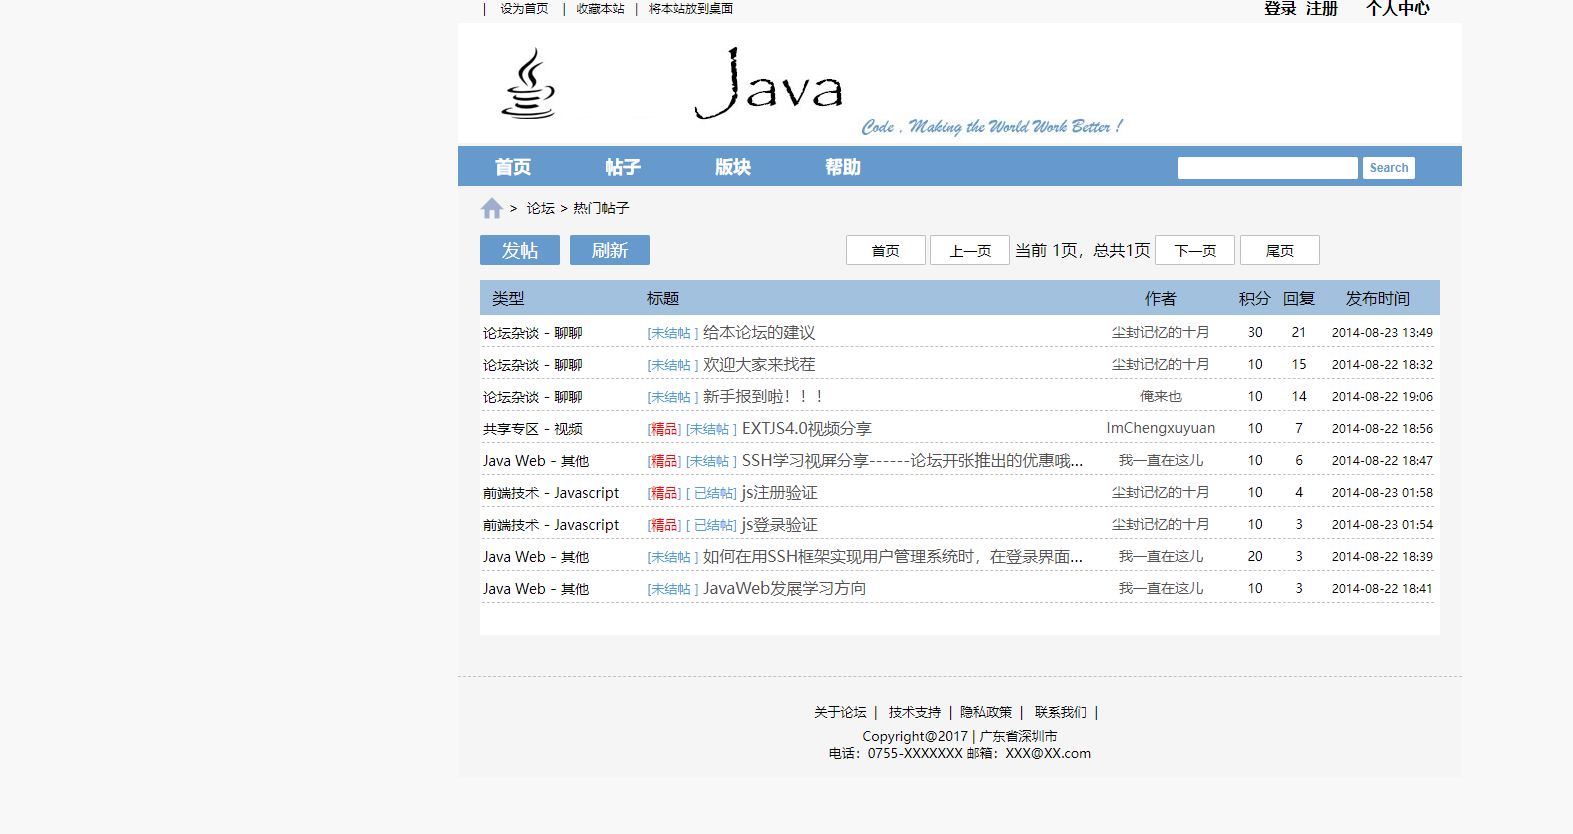 | 设为首页 | 收藏本站 | 将本站放到桌面 登录 注册 个人中心
Java
Code , Making the World Work Better !
首页 帖子 版块 帮助 Search
> 论坛 > 热门帖子
发帖 刷新 首页 上一页 当前 1页，总共1页 下一页 尾页
类型 标题 作者 积分 回复 发布时间
论坛杂谈 - 聊聊 [未结帖 ] 给本论坛的建议 尘封记忆的十月 30 21 2014-08-23 13:49
论坛杂谈 - 聊聊 [未结帖 ] 欢迎大家来找茬 尘封记忆的十月 10 15 2014-08-22 18:32
论坛杂谈 - 聊聊 [未结帖 ] 新手报到啦！！！ 俺来也 10 14 2014-08-22 19:06
共享专区 - 视频 [精品] [未结帖 ] EXTJS4.0视频分享 ImChengxuyuan 10 7 2014-08-22 18:56
Java Web - 其他 [精品] [未结帖 ] SSH学习视屏分享------论坛开张推出的优惠哦... 我一直在这儿 10 6 2014-08-22 18:47
前端技术 - Javascript [精品] [ 已结帖] js注册验证 尘封记忆的十月 10 4 2014-08-23 01:58
前端技术 - Javascript [精品] [ 已结帖] js登录验证 尘封记忆的十月 10 3 2014-08-23 01:54
Java Web - 其他 [未结帖 ] 如何在用SSH框架实现用户管理系统时，在登录界面... 我一直在这儿 20 3 2014-08-22 18:39
Java Web - 其他 [未结帖 ] JavaWeb发展学习方向 我一直在这儿 10 3 2014-08-22 18:41
关于论坛 | 技术支持 | 隐私政策 | 联系我们 |
Copyright@2017 | 广东省深圳市
电话：0755-XXXXXXX 邮箱：XXX@XX.com